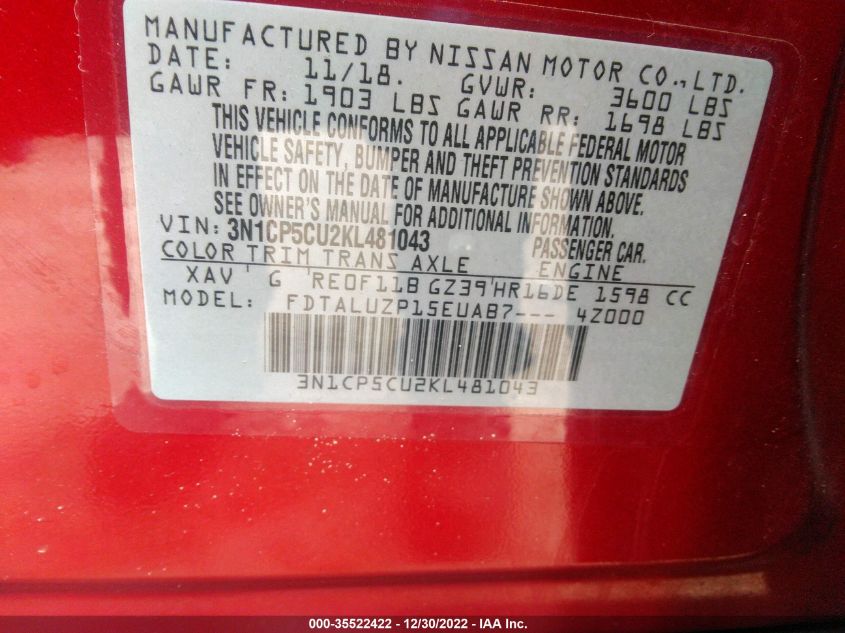 MANUFACTURED BY NISSAN MOTOR CO.,LTD.
DATE: 11/18. GVWR: 3600 LBS
GAWR FR: 1903 LBS GAWR RR: 1698 LBS
THIS VEHICLE CONFORMS TO ALL APPLICABLE FEDERAL MOTOR
VEHICLE SAFETY, BUMPER AND THEFT PREVENTION STANDARDS
IN EFFECT ON THE DATE OF MANUFACTURE SHOWN ABOVE.
SEE OWNER'S MANUAL FOR ADDITIONAL INFORMATION.
VIN: 3N1CP5CU2KL481043 PASSENGER CAR.
COLOR TRIM TRANS AXLE ENGINE
XAV ' G 'RE0F11B GZ39'HR16DE 1598 CC
MODEL: FDTALUZP15EUAB7--- 4Z000
3N1CP5CU2KL481043
000-35522422 - 12/30/2022 - IAA Inc.